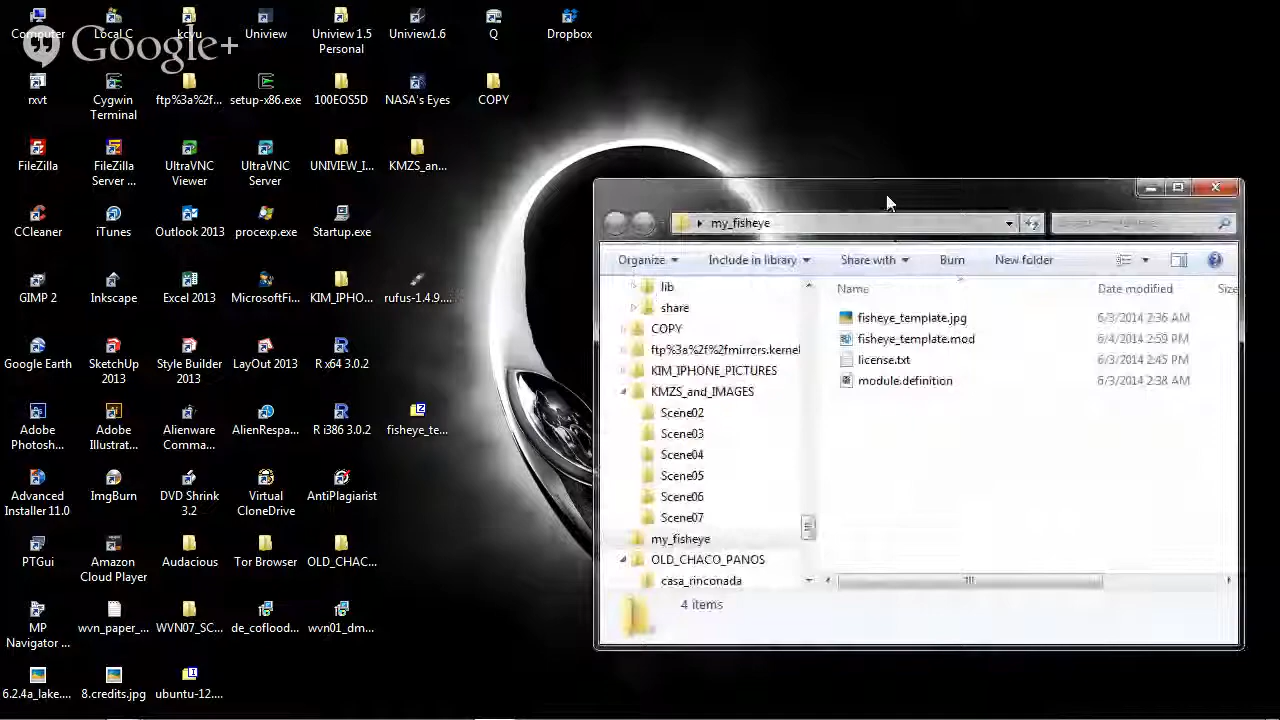 Computer
Local C
kcyu
Uniview
Uniview 1.5
Personal
Uniview1.6
Q
Dropbox
Google+
rxvt
Cygwin
Terminal
ftp%3a%2f...
setup-x86.exe
100EOS5D
NASA's Eyes
COPY
FileZilla
FileZilla
Server ...
UltraVNC
Viewer
UltraVNC
Server
UNIVIEW_I...
KMZS_an...
CCleaner
iTunes
Outlook 2013
procexp.exe
Startup.exe
GIMP 2
Inkscape
Excel 2013
MicrosoftFi...
KIM_IPHO...
rufus-1.4.9....
Google Earth
SketchUp
2013
Style Builder
2013
LayOut 2013
R x64 3.0.2
Adobe
Photosh...
Adobe
Illustrat...
Alienware
Comma...
AlienRespa...
R i386 3.0.2
fisheye_te...
Advanced
Installer 11.0
ImgBurn
DVD Shrink
3.2
Virtual
CloneDrive
AntiPlagiarist
PTGui
Amazon
Cloud Player
Audacious
Tor Browser
OLD_CHAC...
MP
Navigator ...
wvn_paper_...
WVN07_SC...
de_coflood...
wvn01_dm...
6.2.4a_lake....
8.credits.jpg
ubuntu-12....
my_fisheye
Organize
Include in library
Share with
Burn
New folder
lib
share
COPY
ftp%3a%2f%2fmirrors.kernel
KIM_IPHONE_PICTURES
KMZS_and_IMAGES
Scene02
Scene03
Scene04
Scene05
Scene06
Scene07
my_fisheye
OLD_CHACO_PANOS
casa_rinconada
Name
Date modified
Size
fisheye_template.jpg
6/3/2014 2:36 AM
fisheye_template.mod
6/4/2014 2:59 PM
license.txt
6/3/2014 2:45 PM
module.definition
6/3/2014 2:38 AM
4 items